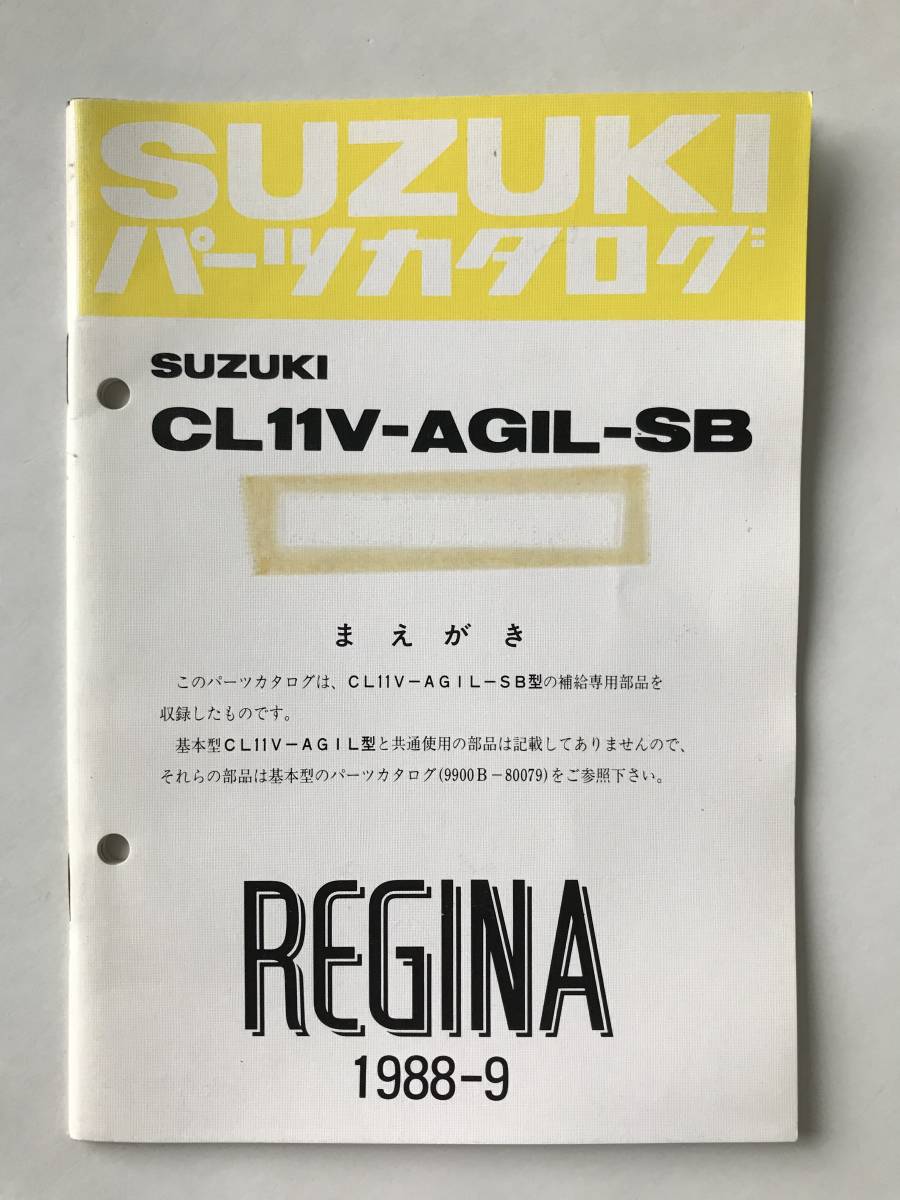 SUZUKI
パーツカタログ
SUZUKI
CL11V-AGIL-SB
まえがき
このパーツカタログは、CL11V-AGIL-SB型の補給専用部品を
収録したものです。
基本型CL11V-AGIL型と共通使用の部品は記載してありませんので、
それらの部品は基本型のパーツカタログ(9900B-80079)をご参照下さい。
REGINA
1988-9